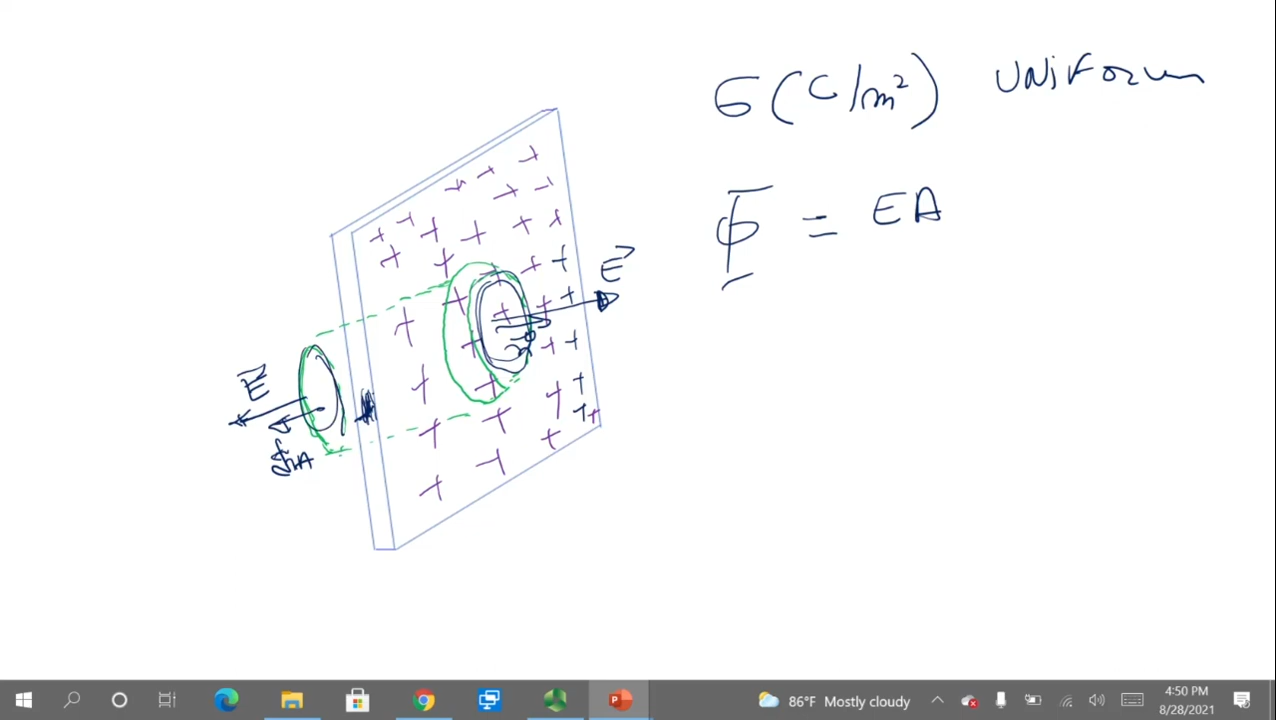 σ (C/m²) UNIFORM
Φ = EA
E⃗
E⃗
n̂A
86°F Mostly cloudy
4:50 PM
8/28/2021